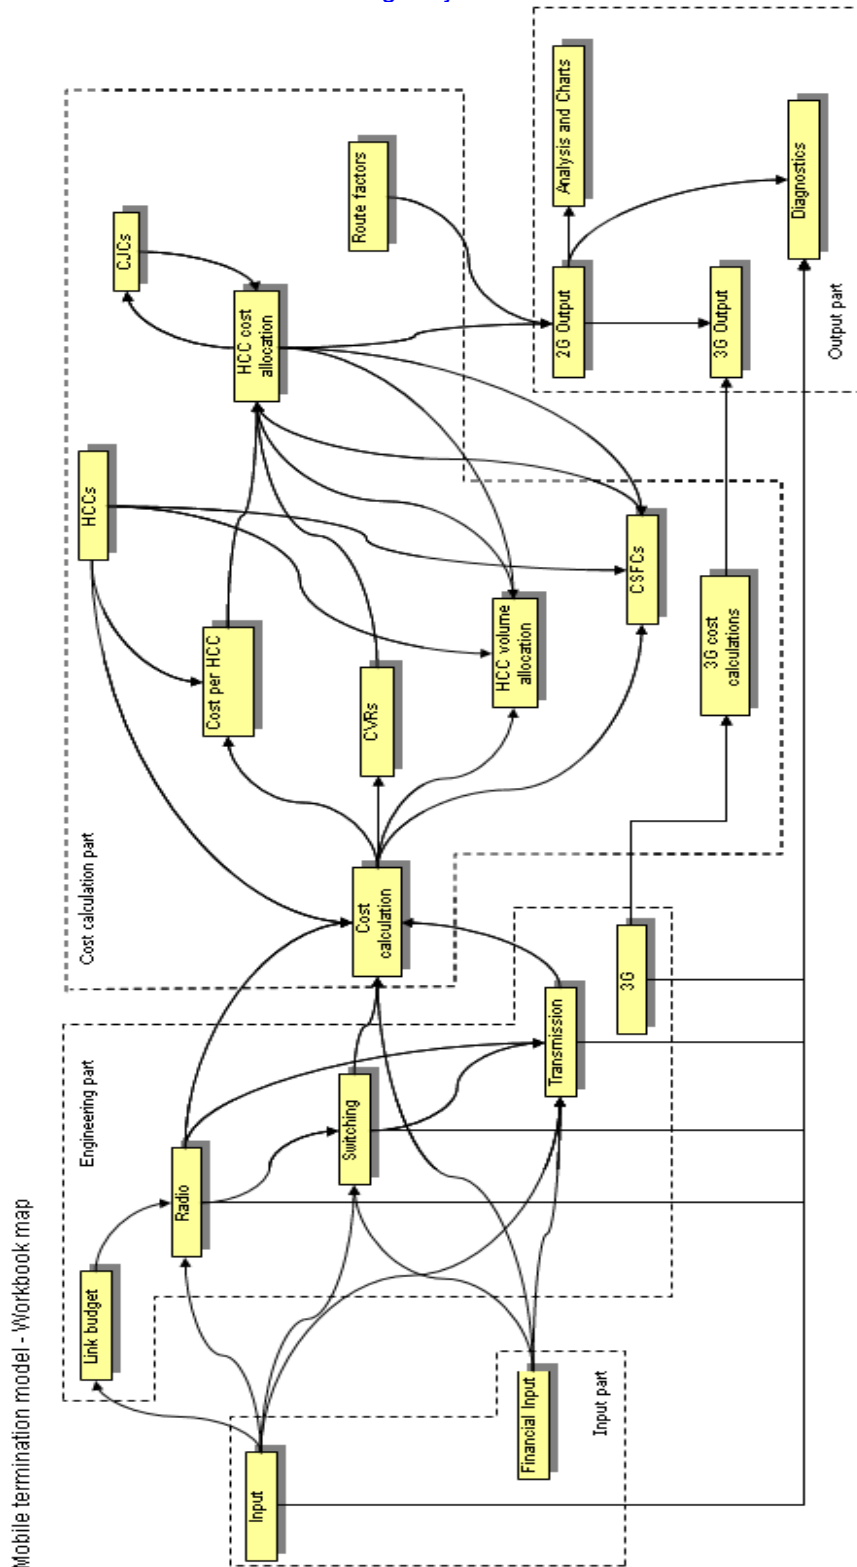 Mobile termination model - Workbook map
Input
Financial Input
Input part
Link budget
Engineering part
Radio
Switching
Transmission
3G
Cost calculation part
Cost
calculation
HCCs
Cost per HCC
CVRs
HCC volume
allocation
CSFCs
3G cost
calculations
CJCs
HCC cost
allocation
Route factors
2G Output
3G Output
Output part
Analysis and Charts
Diagnostics